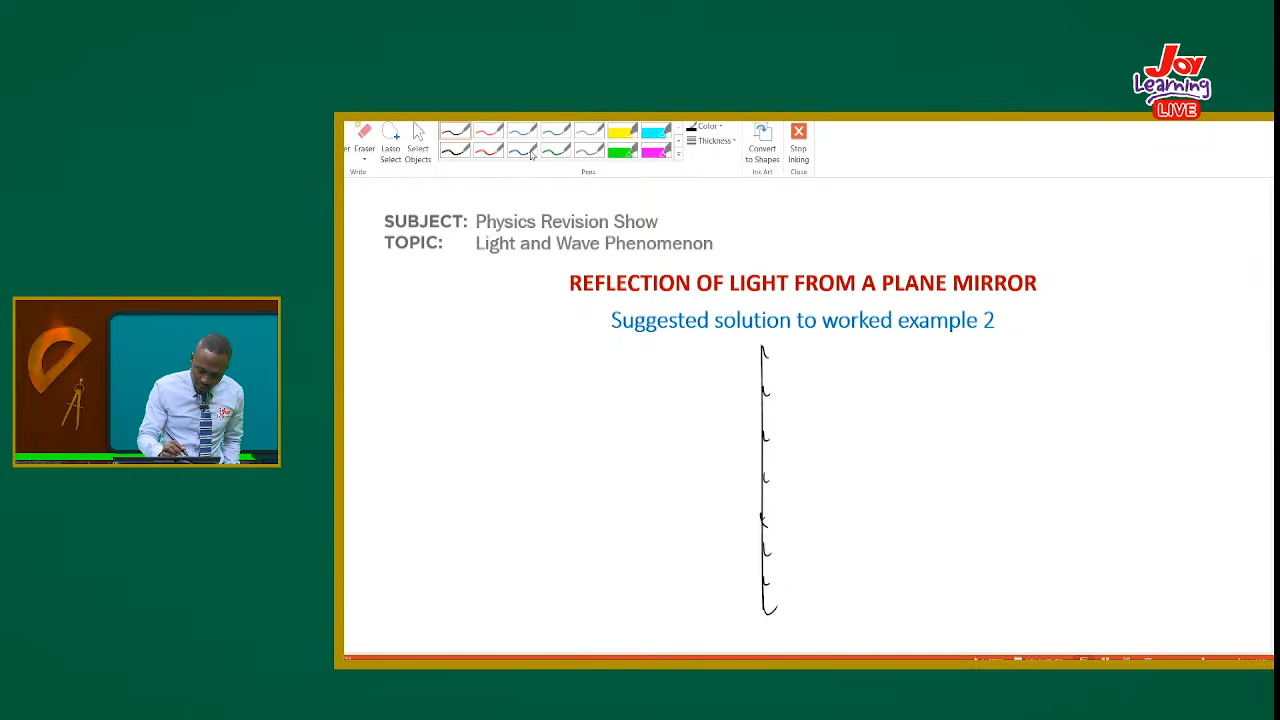 Joy
Learning
LIVE
er Eraser
Lasso
Select
Select
Objects
Color
Thickness
Convert
to Shapes
Stop
Inking
Write
Pens
Ink Art
Close
SUBJECT: Physics Revision Show
TOPIC: Light and Wave Phenomenon
REFLECTION OF LIGHT FROM A PLANE MIRROR
Suggested solution to worked example 2